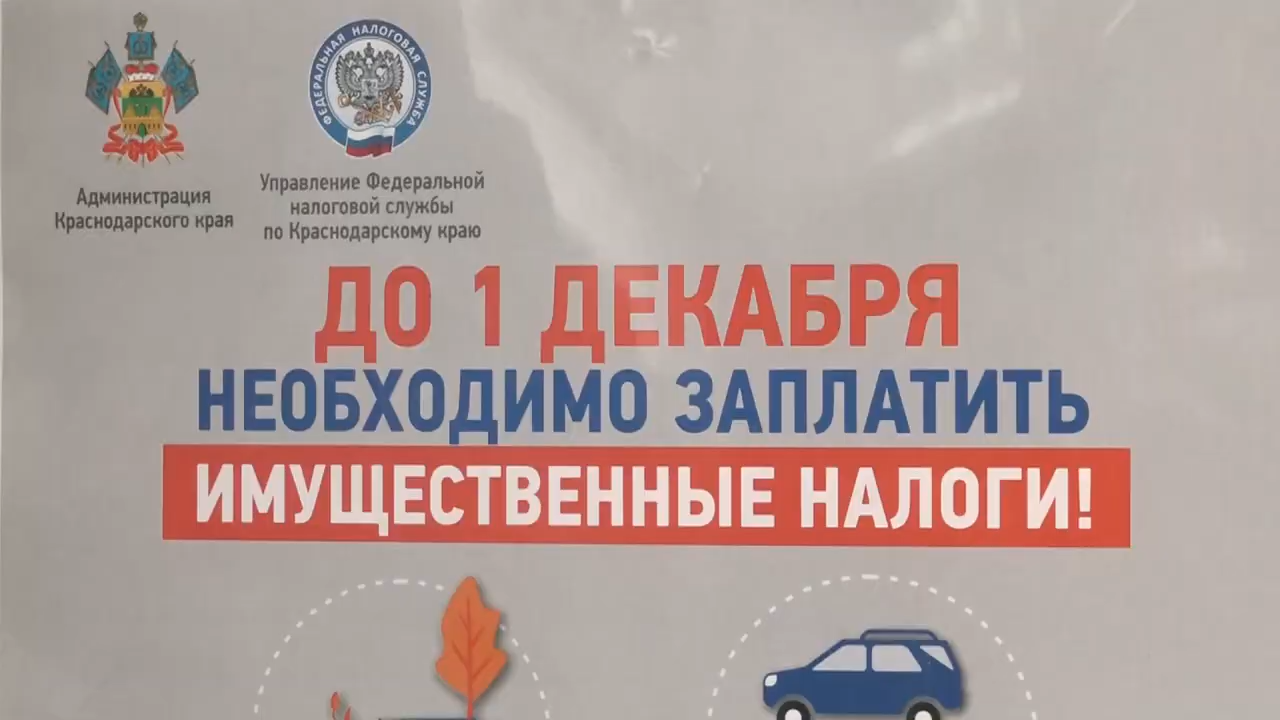 ФЕДЕРАЛЬНАЯ НАЛОГОВАЯ СЛУЖБА
Администрация
Краснодарского края
Управление Федеральной
налоговой службы
по Краснодарскому краю
ДО 1 ДЕКАБРЯ
НЕОБХОДИМО ЗАПЛАТИТЬ
ИМУЩЕСТВЕННЫЕ НАЛОГИ!